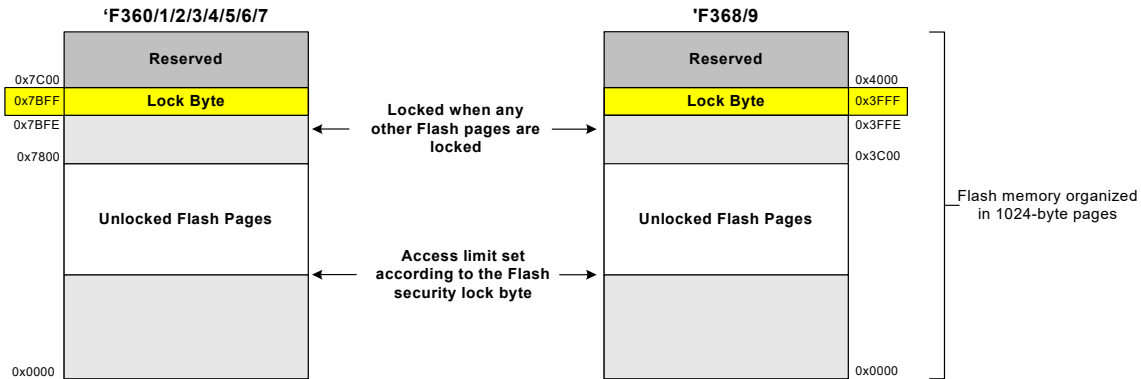 ‘F360/1/2/3/4/5/6/7
Reserved
0x7C00
0x7BFF
Lock Byte
0x7BFE
0x7800
Unlocked Flash Pages
0x0000
Locked when any
other Flash pages are
locked
Access limit set
according to the Flash
security lock byte
'F368/9
Reserved
0x4000
Lock Byte
0x3FFF
0x3FFE
0x3C00
Unlocked Flash Pages
0x0000
Flash memory organized
in 1024-byte pages